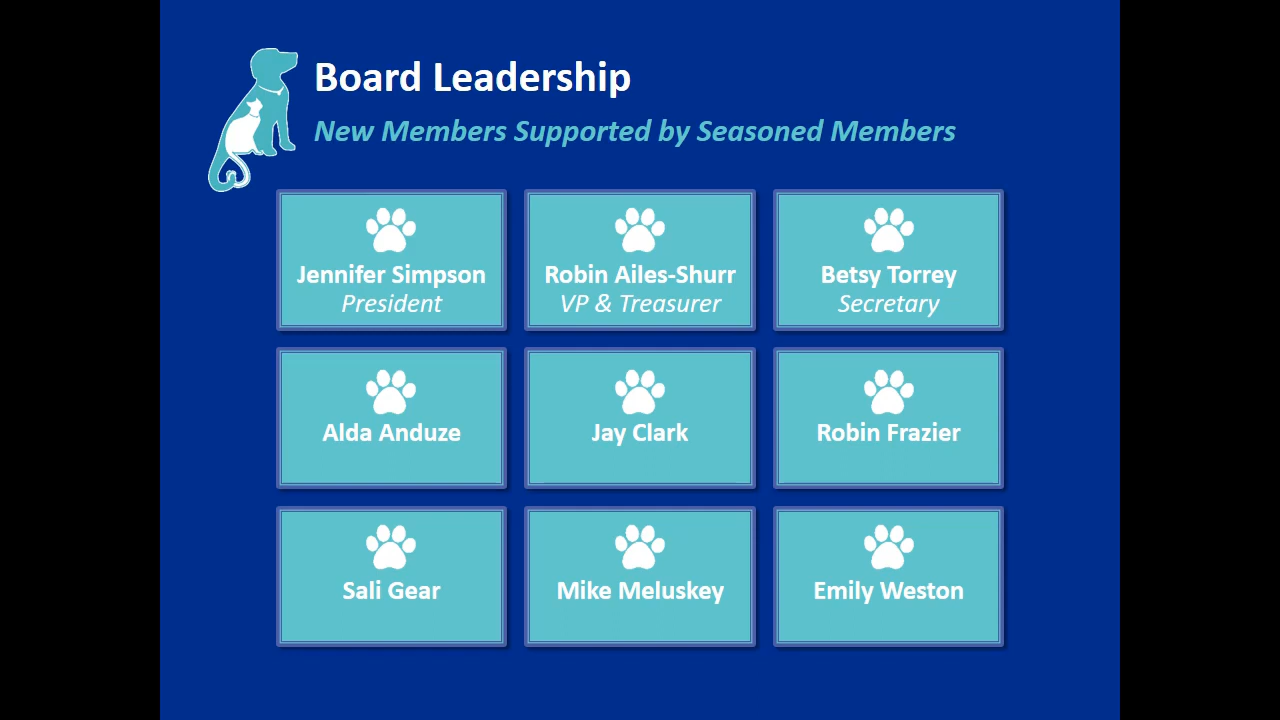 Board Leadership
New Members Supported by Seasoned Members
Jennifer Simpson
President
Robin Ailes-Shurr
VP & Treasurer
Betsy Torrey
Secretary
Alda Anduze
Jay Clark
Robin Frazier
Sali Gear
Mike Meluskey
Emily Weston